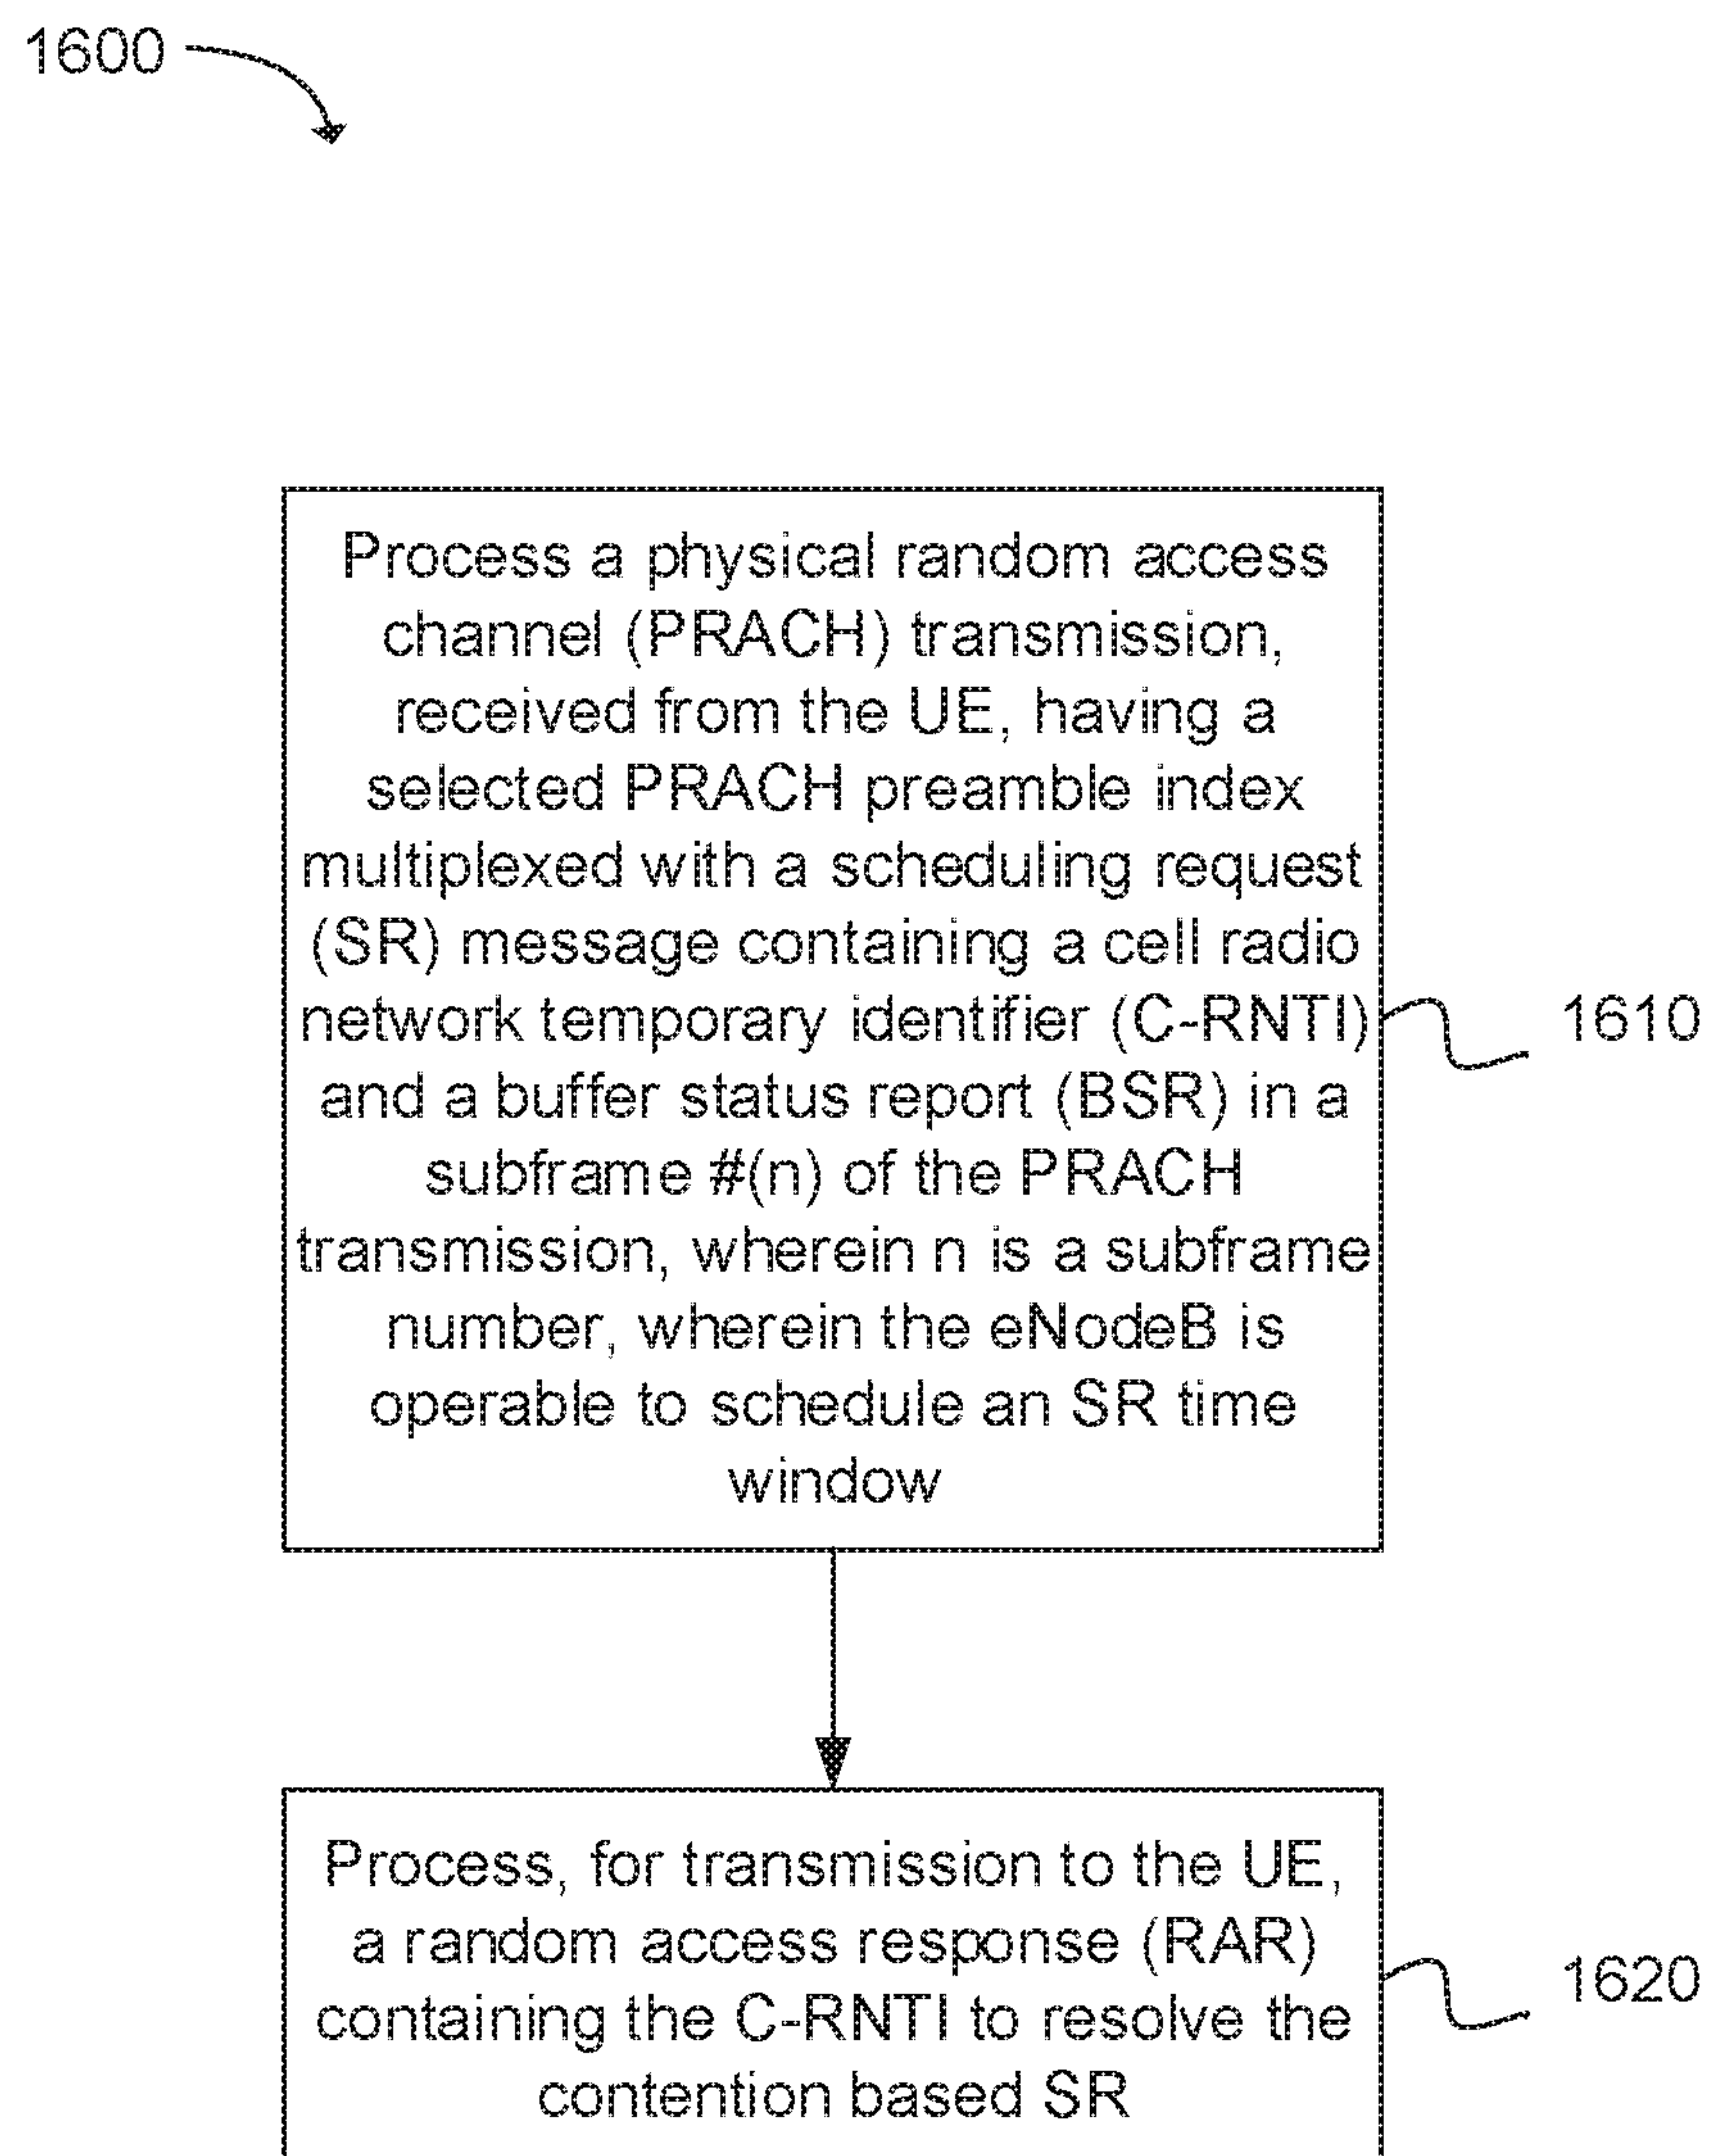 1600
Process a physical random access
channel (PRACH) transmission,
received from the UE, having a
selected PRACH preamble index
multiplexed with a scheduling request
(SR) message containing a cell radio
network temporary identifier (C-RNTI)
and a buffer status report (BSR) in a
subframe #(n) of the PRACH
transmission, wherein n is a subframe
number, wherein the eNodeB is
operable to schedule an SR time
window
1610
Process, for transmission to the UE,
a random access response (RAR)
containing the C-RNTI to resolve the
contention based SR
1620